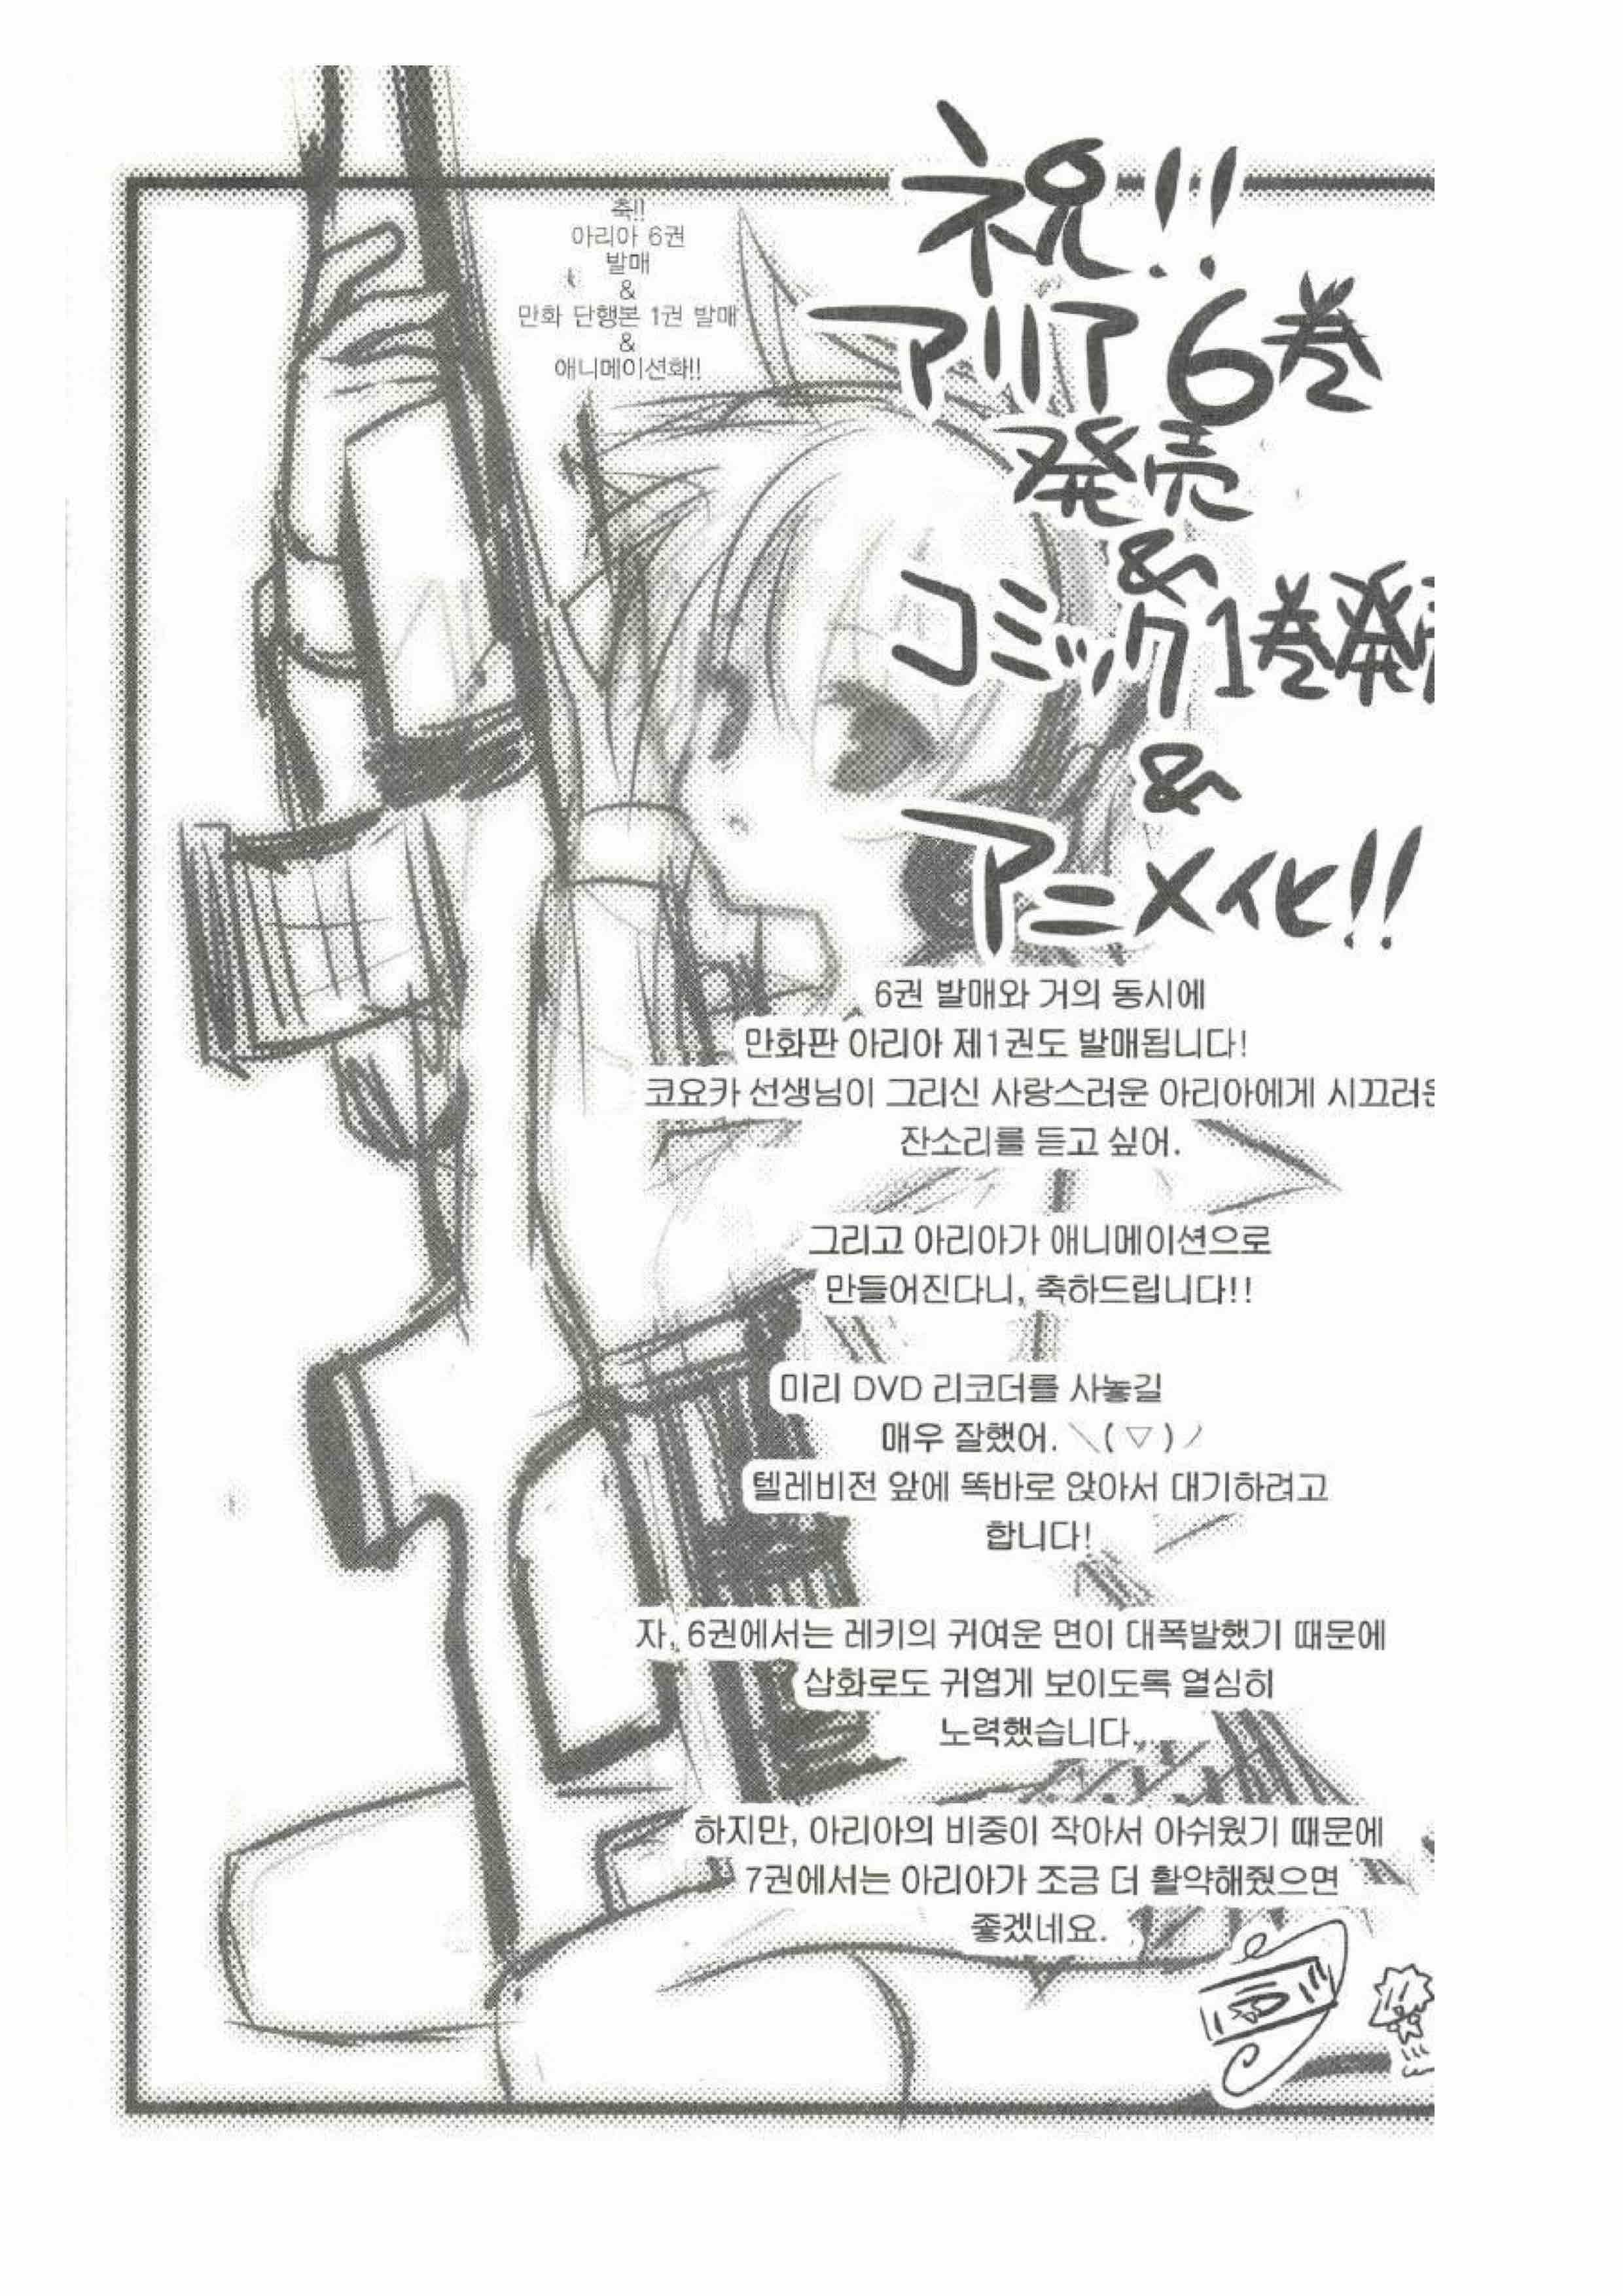 축!!
아리아 6권
발매
&
만화 단행본 1권 발매
&
애니메이션화!!
祝!!
アリア6巻
発売
&
コミック1巻発
&
アニメ化!!
6권 발매와 거의 동시에
만화판 아리아 제1권도 발매됩니다!
코요카 선생님이 그리신 사랑스러운 아리아에게
잔소리를 듣고 싶어.
그리고 아리아가 애니메이션으로
만들어진다니, 축하드립니다!!
미리 DVD 리코더를 사놓길
매우 잘했어. ＼( ▽ )ノ
텔레비전 앞에 똑바로 앉아서 대기하려고
합니다!
자, 6권에서는 레키의 귀여운 면이 대폭발했기 때문에
삽화로도 귀엽게 보이도록 열심히
노력했습니다.
하지만, 아리아의 비중이 작아서 아쉬웠기 때문에
7권에서는 아리아가 조금 더 활약해줬으면
좋겠네요.